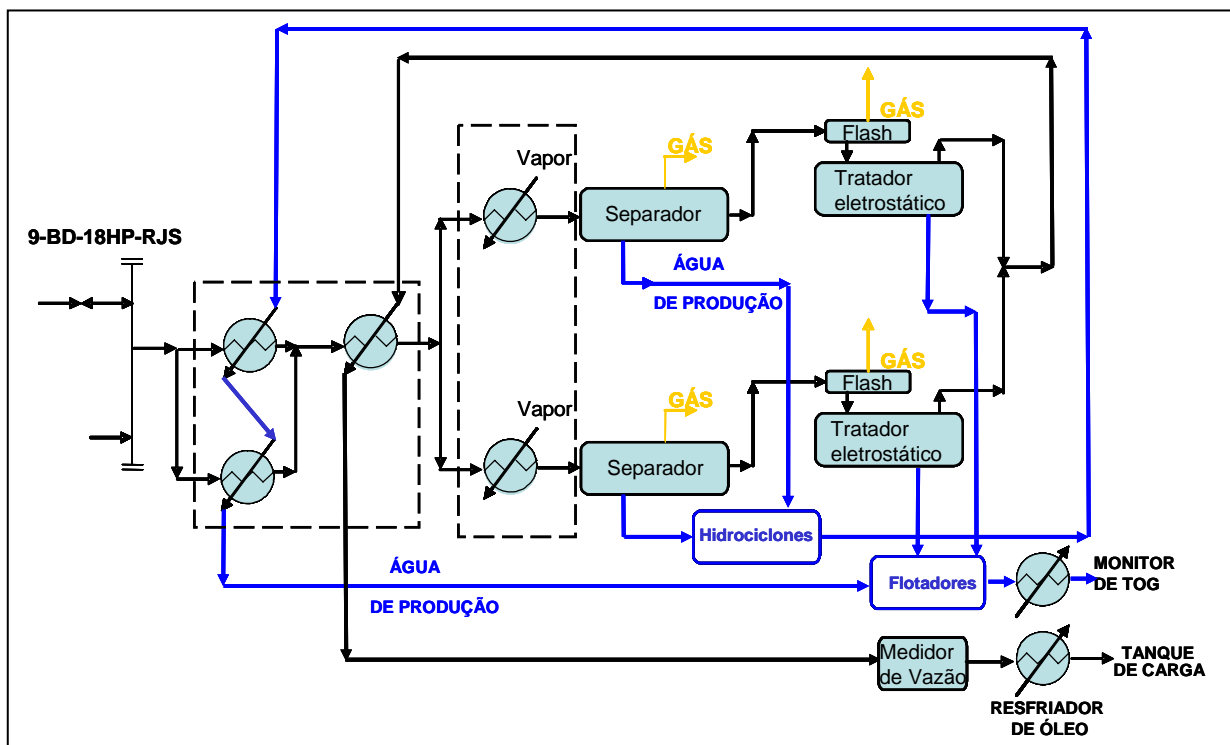 GÁS
GÁS
Flash
Vapor
GÁS
Tratador
eletrostático
Separador
9-BD-18HP-RJS
ÁGUA
DE PRODUÇÃO
GÁS
Flash
Vapor
GÁS
Tratador
eletrostático
Separador
Hidrociclones
ÁGUA
DE PRODUÇÃO
Flotadores
MONITOR
DE TOG
Medidor
de Vazão
TANQUE
DE CARGA
RESFRIADOR
DE ÓLEO